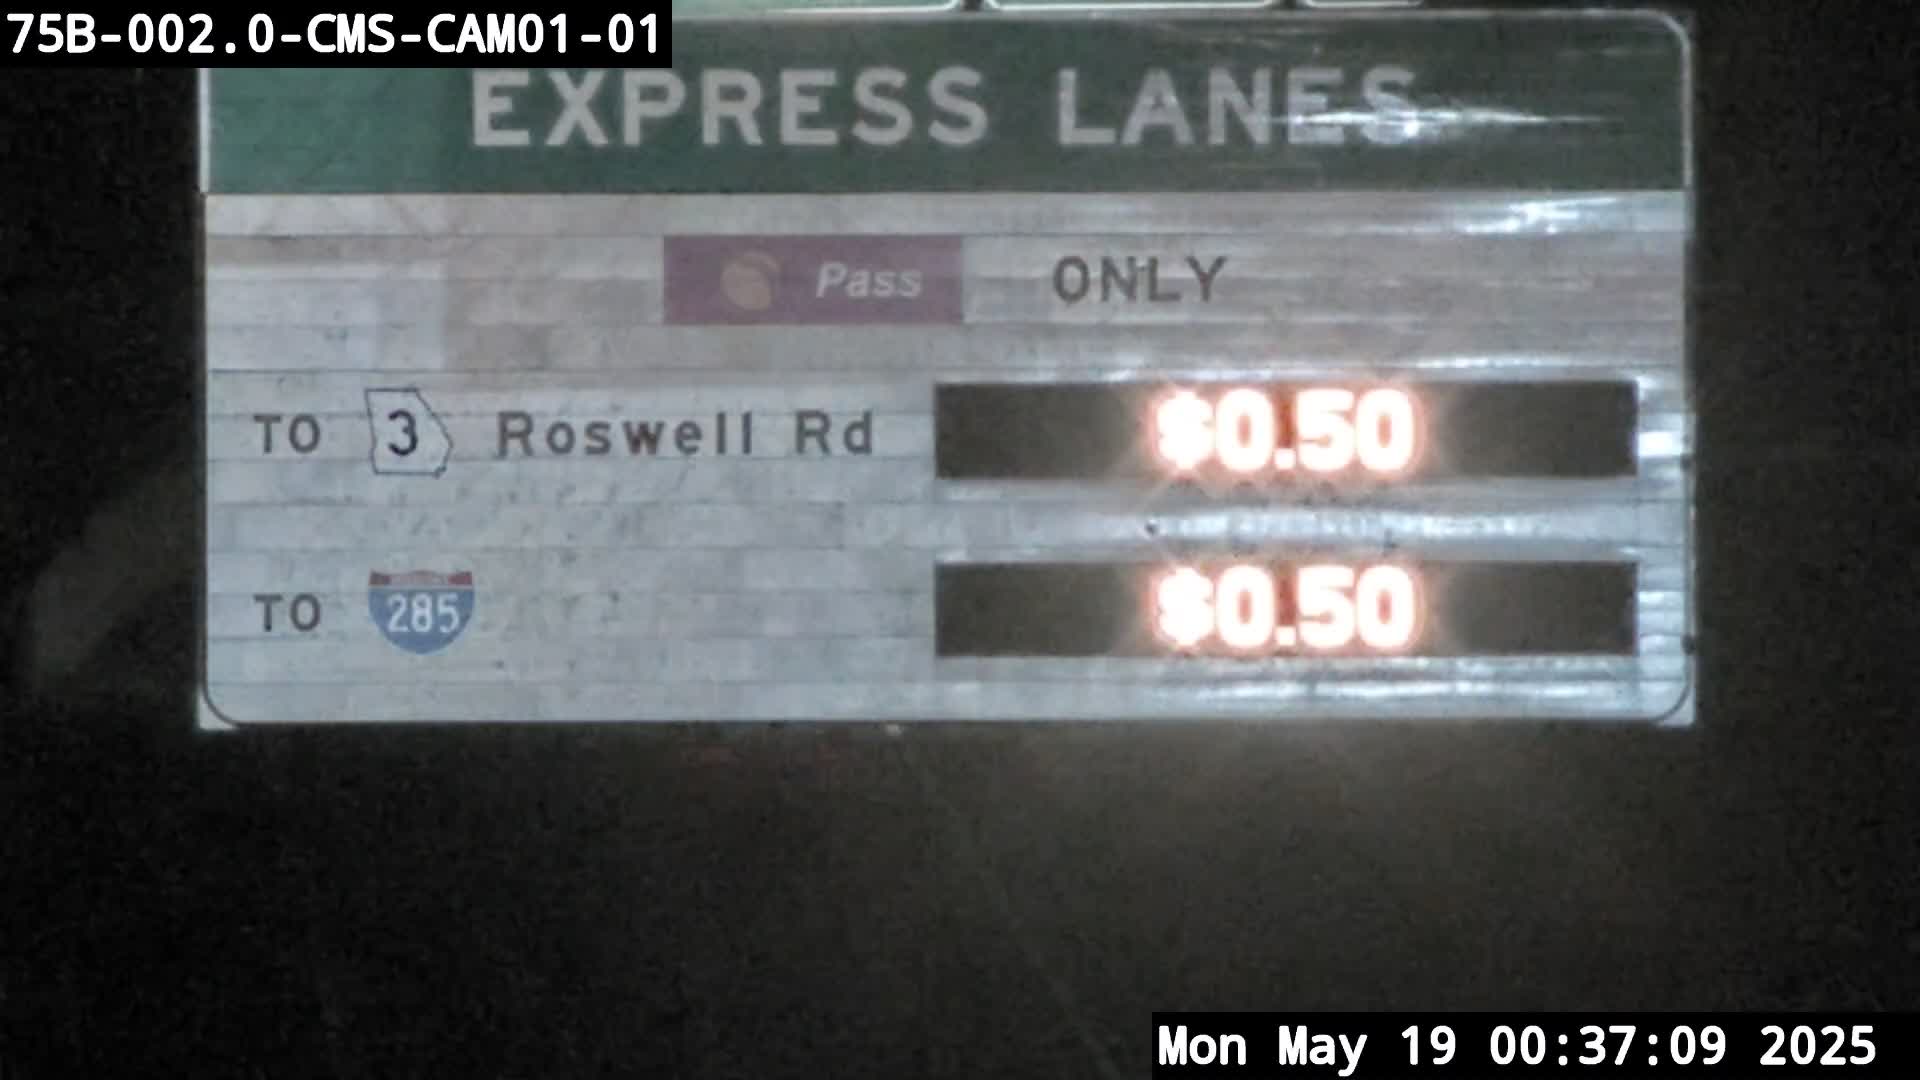 75B-002.0-CMS-CAM01-01
EXPRESS LANES
Pass ONLY
TO 3 Roswell Rd $0.50
TO 285 $0.50
Mon May 19 00:37:09 2025